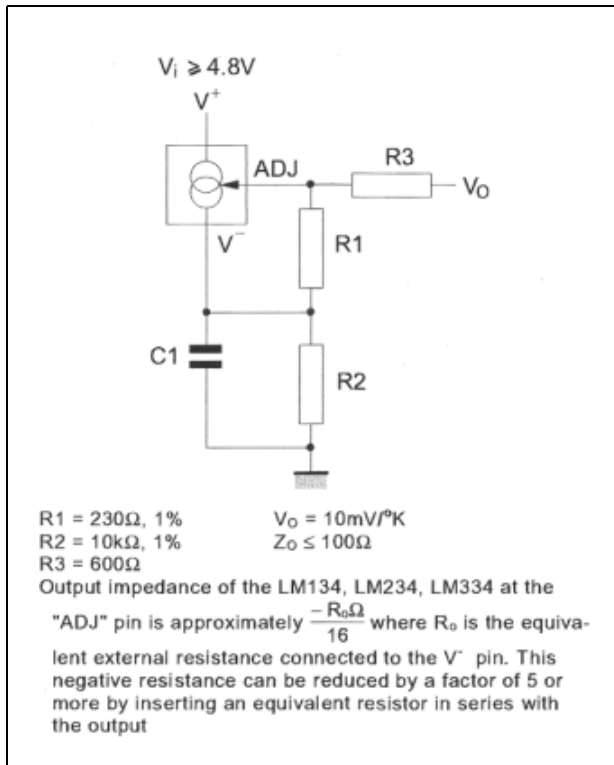 Vi ⩾ 4.8V
V⁺
ADJ
R3
VO
V⁻
R1
C1
R2
R1 = 230Ω, 1%
VO = 10mV/°K
R2 = 10kΩ, 1%
ZO ≤ 100Ω
R3 = 600Ω
Output impedance of the LM134, LM234, LM334 at the
"ADJ" pin is approximately −RoΩ/16 where Ro is the equiva-
lent external resistance connected to the V⁻ pin. This
negative resistance can be reduced by a factor of 5 or
more by inserting an equivalent resistor in series with
the output